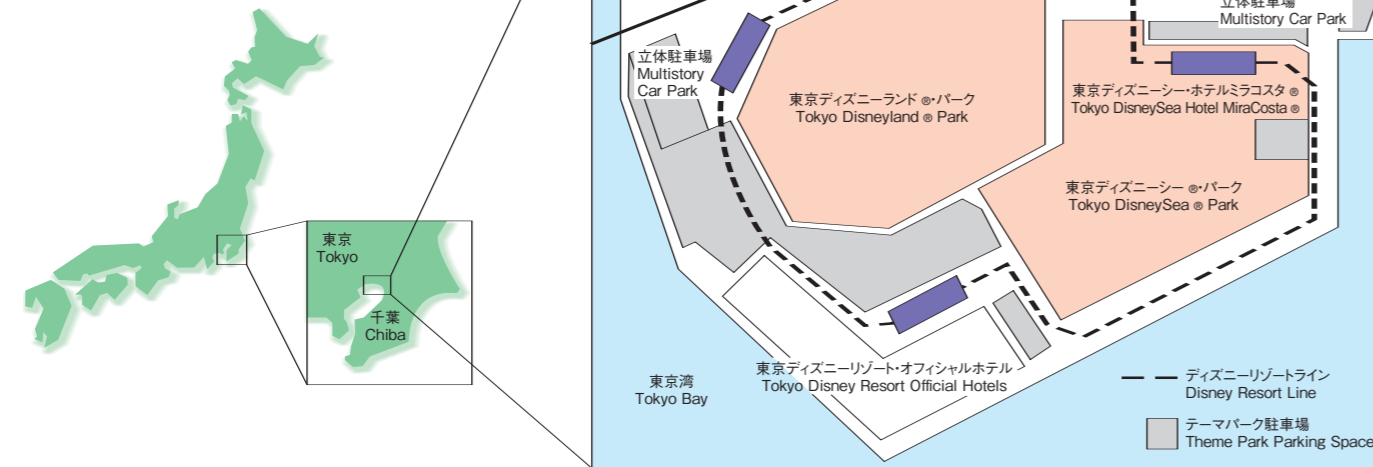 東京
Tokyo
千葉
Chiba
立体駐車場
Multistory
Car Park
東京ディズニーランド ®・パーク
Tokyo Disneyland ® Park
立体駐車場
Multistory Car Park
東京ディズニーシー・ホテルミラコスタ ®
Tokyo DisneySea Hotel MiraCosta ®
東京ディズニーシー ®・パーク
Tokyo DisneySea ® Park
東京ディズニーリゾート・オフィシャルホテル
Tokyo Disney Resort Official Hotels
東京湾
Tokyo Bay
ディズニーリゾートライン
Disney Resort Line
テーマパーク駐車場
Theme Park Parking Space